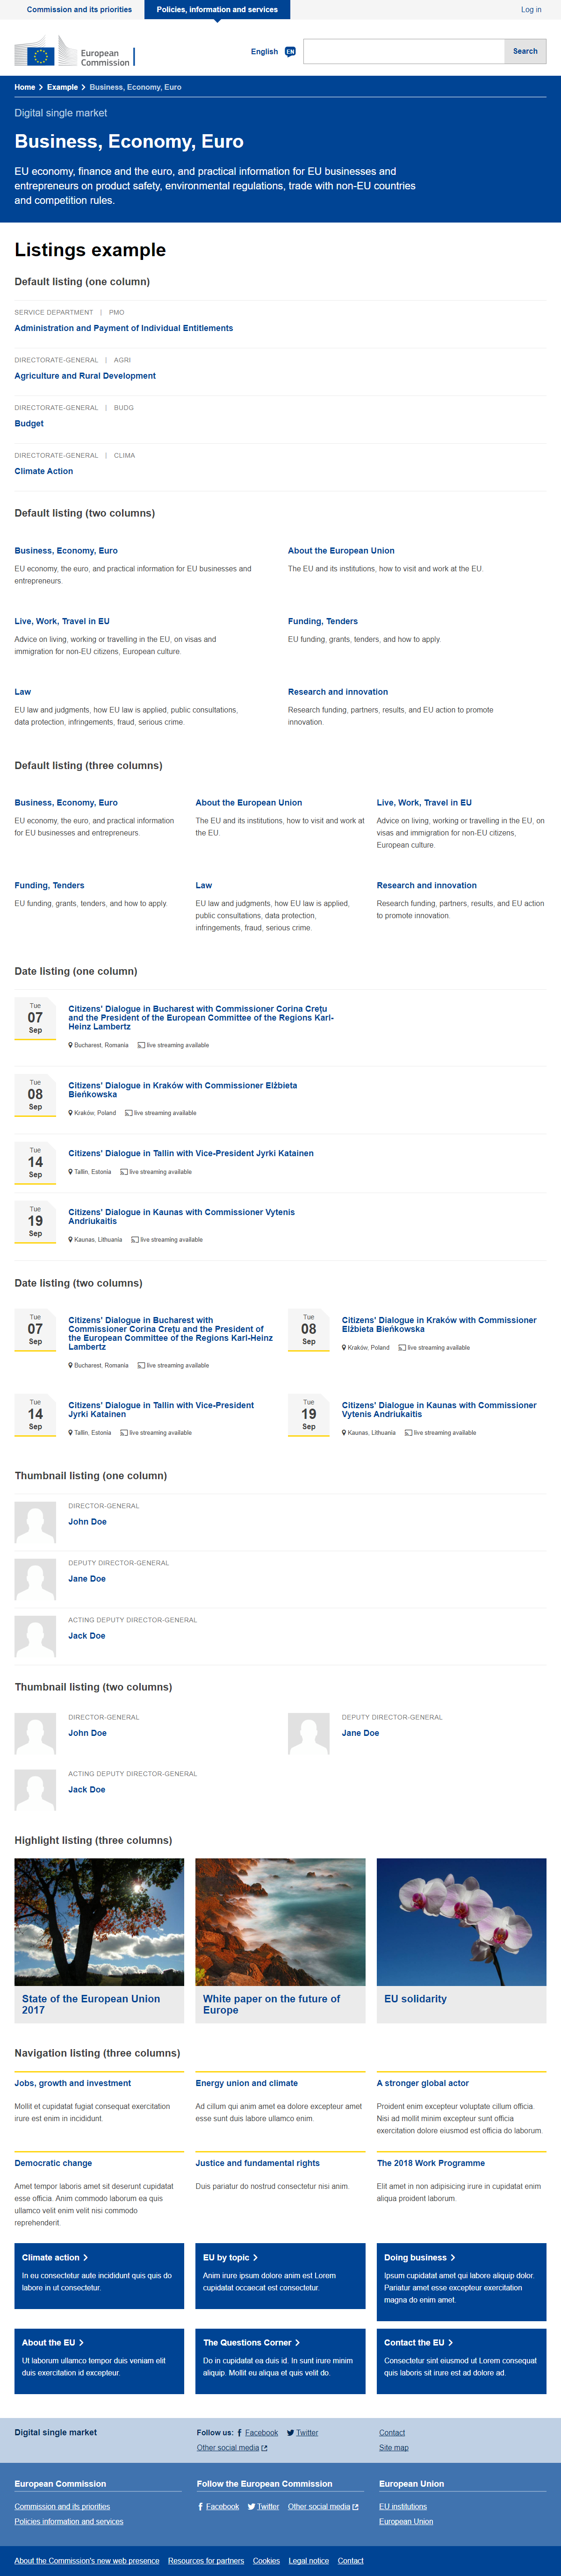 Commission and its priorities
Policies, information and services
Log in
European
Commission
English
EN
Search
Home
Example
Business, Economy, Euro
Digital single market
Business, Economy, Euro
EU economy, finance and the euro, and practical information for EU businesses and
entrepreneurs on product safety, environmental regulations, trade with non-EU countries
and competition rules.
Listings example
Default listing (one column)
SERVICE DEPARTMENT | PMO
Administration and Payment of Individual Entitlements
DIRECTORATE-GENERAL | AGRI
Agriculture and Rural Development
DIRECTORATE-GENERAL | BUDG
Budget
DIRECTORATE-GENERAL | CLIMA
Climate Action
Default listing (two columns)
Business, Economy, Euro
EU economy, the euro, and practical information for EU businesses and
entrepreneurs.
About the European Union
The EU and its institutions, how to visit and work at the EU.
Live, Work, Travel in EU
Advice on living, working or travelling in the EU, on visas and
immigration for non-EU citizens, European culture.
Funding, Tenders
EU funding, grants, tenders, and how to apply.
Law
EU law and judgments, how EU law is applied, public consultations,
data protection, infringements, fraud, serious crime.
Research and innovation
Research funding, partners, results, and EU action to promote
innovation.
Default listing (three columns)
Business, Economy, Euro
EU economy, the euro, and practical information
for EU businesses and entrepreneurs.
About the European Union
The EU and its institutions, how to visit and work at
the EU.
Live, Work, Travel in EU
Advice on living, working or travelling in the EU, on
visas and immigration for non-EU citizens,
European culture.
Funding, Tenders
EU funding, grants, tenders, and how to apply.
Law
EU law and judgments, how EU law is applied,
public consultations, data protection,
infringements, fraud, serious crime.
Research and innovation
Research funding, partners, results, and EU action
to promote innovation.
Date listing (one column)
Tue
07
Sep
Citizens' Dialogue in Bucharest with Commissioner Corina Crețu
and the President of the European Committee of the Regions Karl-
Heinz Lambertz
Bucharest, Romania
live streaming available
Tue
08
Sep
Citizens' Dialogue in Kraków with Commissioner Elżbieta
Bieńkowska
Kraków, Poland
live streaming available
Tue
14
Sep
Citizens' Dialogue in Tallin with Vice-President Jyrki Katainen
Tallin, Estonia
live streaming available
Tue
19
Sep
Citizens' Dialogue in Kaunas with Commissioner Vytenis
Andriukaitis
Kaunas, Lithuania
live streaming available
Date listing (two columns)
Tue
07
Sep
Citizens' Dialogue in Bucharest with
Commissioner Corina Crețu and the President of
the European Committee of the Regions Karl-Heinz
Lambertz
Bucharest, Romania
live streaming available
Tue
08
Sep
Citizens' Dialogue in Kraków with Commissioner
Elżbieta Bieńkowska
Kraków, Poland
live streaming available
Tue
14
Sep
Citizens' Dialogue in Tallin with Vice-President
Jyrki Katainen
Tallin, Estonia
live streaming available
Tue
19
Sep
Citizens' Dialogue in Kaunas with Commissioner
Vytenis Andriukaitis
Kaunas, Lithuania
live streaming available
Thumbnail listing (one column)
DIRECTOR-GENERAL
John Doe
DEPUTY DIRECTOR-GENERAL
Jane Doe
ACTING DEPUTY DIRECTOR-GENERAL
Jack Doe
Thumbnail listing (two columns)
DIRECTOR-GENERAL
John Doe
DEPUTY DIRECTOR-GENERAL
Jane Doe
ACTING DEPUTY DIRECTOR-GENERAL
Jack Doe
Highlight listing (three columns)
State of the European Union
2017
White paper on the future of
Europe
EU solidarity
Navigation listing (three columns)
Jobs, growth and investment
Mollit et cupidatat fugiat consequat exercitation
irure est enim in incididunt.
Energy union and climate
Ad cillum qui anim amet ea dolore excepteur amet
esse sunt duis labore ullamco enim.
A stronger global actor
Proident enim excepteur voluptate cillum officia.
Nisi ad mollit minim excepteur sunt officia
exercitation dolore eiusmod est officia do laborum.
Democratic change
Amet tempor laboris amet sit deserunt cupidatat
esse officia. Anim commodo laborum ea quis
ullamco velit enim velit nisi commodo
reprehenderit.
Justice and fundamental rights
Duis pariatur do nostrud consectetur nisi anim.
The 2018 Work Programme
Elit amet in non adipisicing irure in cupidatat enim
aliqua proident laborum.
Climate action
In eu consectetur aute incididunt quis quis do
labore in ut consectetur.
EU by topic
Anim irure ipsum dolore anim est Lorem
cupidatat occaecat est consectetur.
Doing business
Ipsum cupidatat amet qui labore aliquip dolor.
Pariatur amet esse excepteur exercitation
magna do enim amet.
About the EU
Ut laborum ullamco tempor duis veniam elit
duis exercitation id excepteur.
The Questions Corner
Do in cupidatat ea duis id. In sunt irure minim
aliquip. Mollit eu aliqua et quis velit do.
Contact the EU
Consectetur sint eiusmod ut Lorem consequat
quis laboris sit irure est ad dolore ad.
Digital single market
Follow us: Facebook Twitter
Other social media
Contact
Site map
European Commission
Commission and its priorities
Policies information and services
Follow the European Commission
Facebook Twitter Other social media
European Union
EU institutions
European Union
About the Commission's new web presence Resources for partners Cookies Legal notice Contact